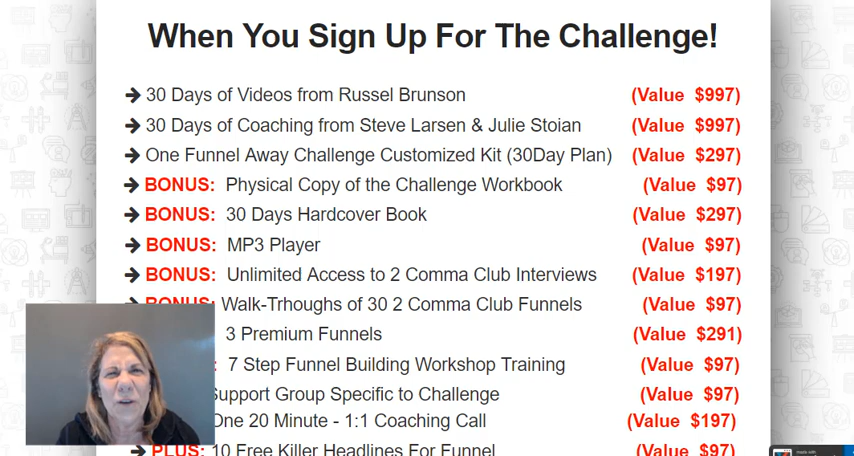 When You Sign Up For The Challenge!
30 Days of Videos from Russel Brunson (Value $997)
30 Days of Coaching from Steve Larsen & Julie Stoian (Value $997)
One Funnel Away Challenge Customized Kit (30Day Plan) (Value $297)
BONUS: Physical Copy of the Challenge Workbook (Value $97)
BONUS: 30 Days Hardcover Book (Value $297)
BONUS: MP3 Player (Value $97)
BONUS: Unlimited Access to 2 Comma Club Interviews (Value $197)
BONUS: Walk-Trhoughs of 30 2 Comma Club Funnels (Value $97)
3 Premium Funnels (Value $291)
: 7 Step Funnel Building Workshop Training (Value $97)
Support Group Specific to Challenge (Value $97)
One 20 Minute - 1:1 Coaching Call (Value $197)
PLUS: 10 Free Killer Headlines For Funnel (Value $97)
made with